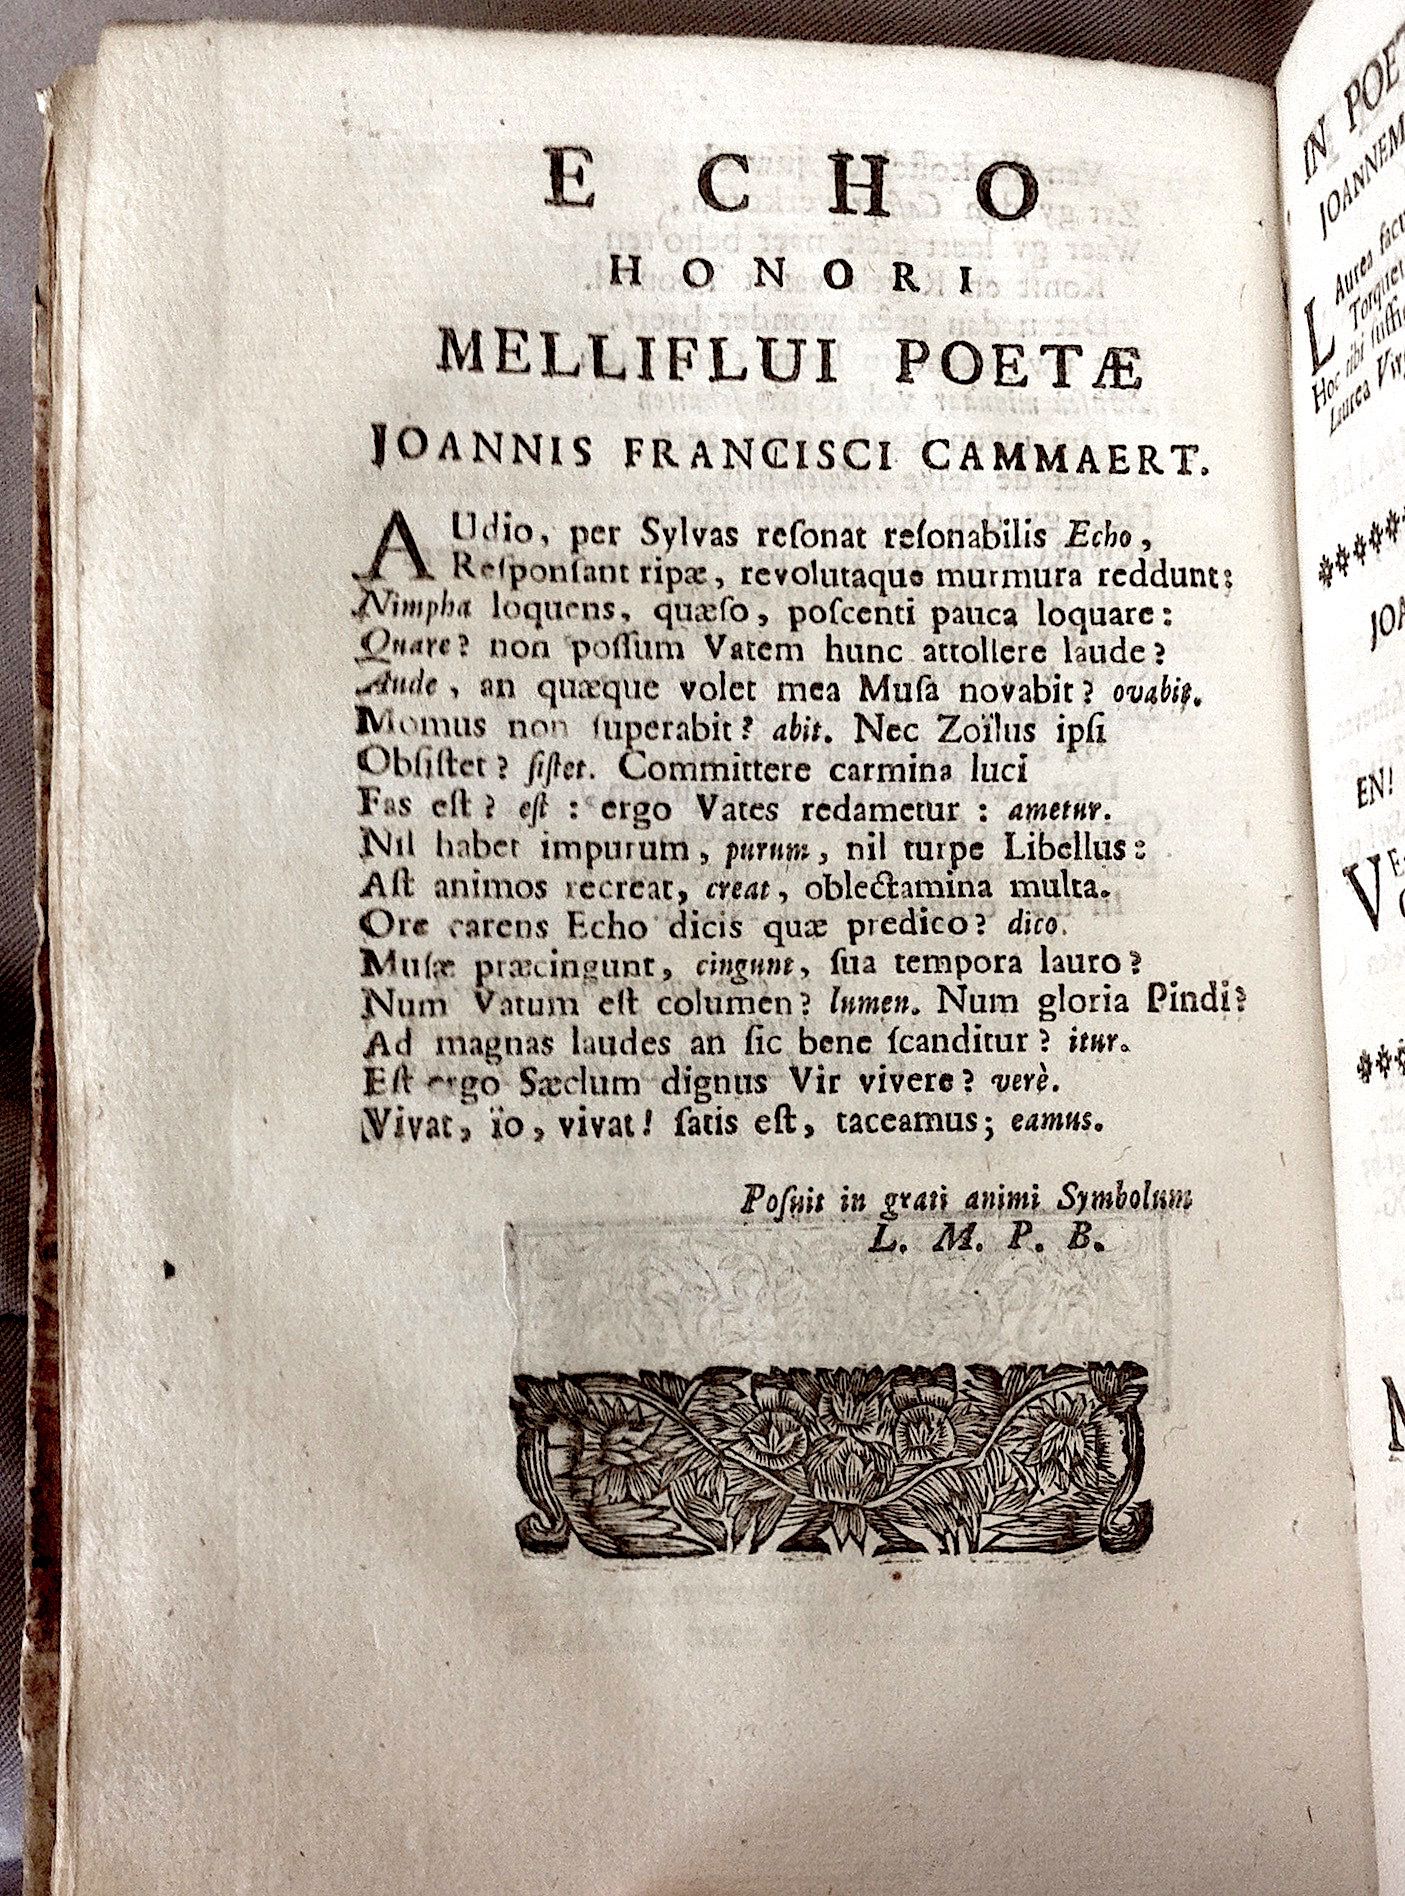 ECHO
HONORI
MELLIFLUI POETÆ
JOANNIS FRANCISCI CAMMAERT.
AUdio, per Sylvas reſonat reſonabilis Echo,
Reſponſant ripæ, revolutaque murmura reddunt;
Nimpha loquens, quæſo, poſcenti pauca loquare:
Quare? non poſſum Vatem hunc attollere laude?
Aude, an quæque volet mea Muſa novabit? ovabit.
Momus non ſuperabit? abit. Nec Zoïlus ipſi
Obſiſtet? ſiſtet. Committere carmina luci
Fas eſt? eſt: ergo Vates redametur: ametur.
Nil habet impurum, purum, nil turpe Libellus:
Aſt animos recreat, creat, oblectamina multa.
Ore carens Echo dicis quæ predico? dico.
Muſæ præcingunt, cingunt, ſua tempora lauro?
Num Vatum eſt columen? lumen. Num gloria Pindi?
Ad magnas laudes an ſic bene ſcanditur? itur.
Eſt ergo Sæclum dignus Vir vivere? verè.
Vivat, ïo, vivat! ſatis eſt, taceamus; eamus.
Poſuit in grati animi Symbolum
L. M. P. B.
IN
JOANNEM
LAurea
Torquet
Hoc tibi
Laurea
EN!